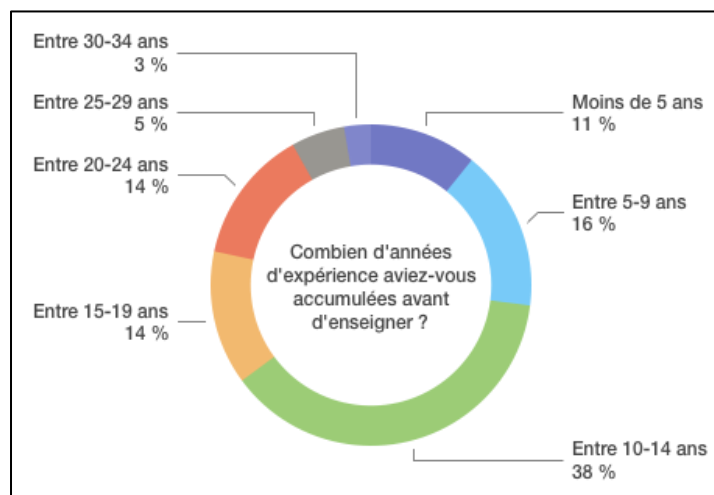 Entre 30-34 ans
3 %
Entre 25-29 ans
5 %
Entre 20-24 ans
14 %
Entre 15-19 ans
14 %
Moins de 5 ans
11 %
Entre 5-9 ans
16 %
Entre 10-14 ans
38 %
Combien d'années
d'expérience aviez-vous
accumulées avant
d'enseigner ?